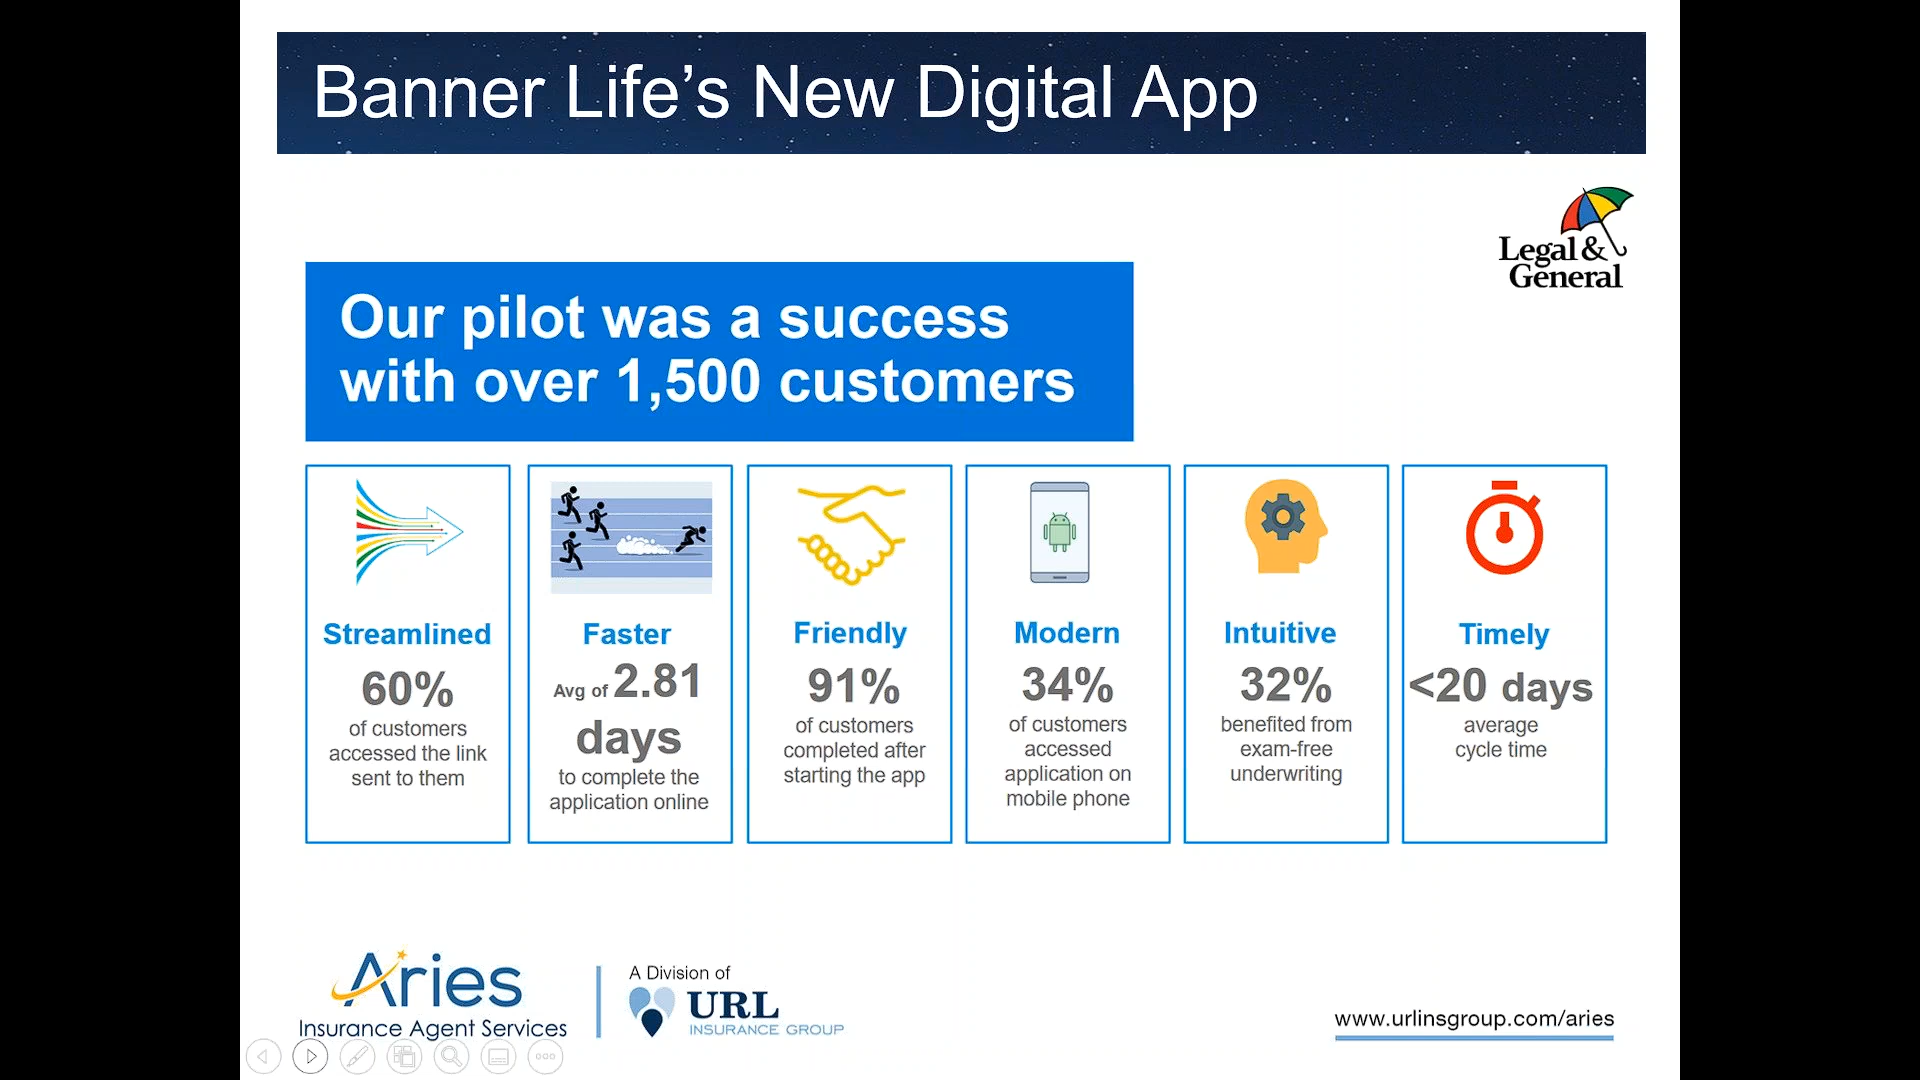 Banner Life’s New Digital App
Legal &
General
Our pilot was a success
with over 1,500 customers
Streamlined
60%
of customers
accessed the link
sent to them
Faster
Avg of 2.81
days
to complete the
application online
Friendly
91%
of customers
completed after
starting the app
Modern
34%
of customers
accessed
application on
mobile phone
Intuitive
32%
benefited from
exam-free
underwriting
Timely
<20 days
average
cycle time
Aries
Insurance Agent Services
A Division of
URL
INSURANCE GROUP
www.urlinsgroup.com/aries